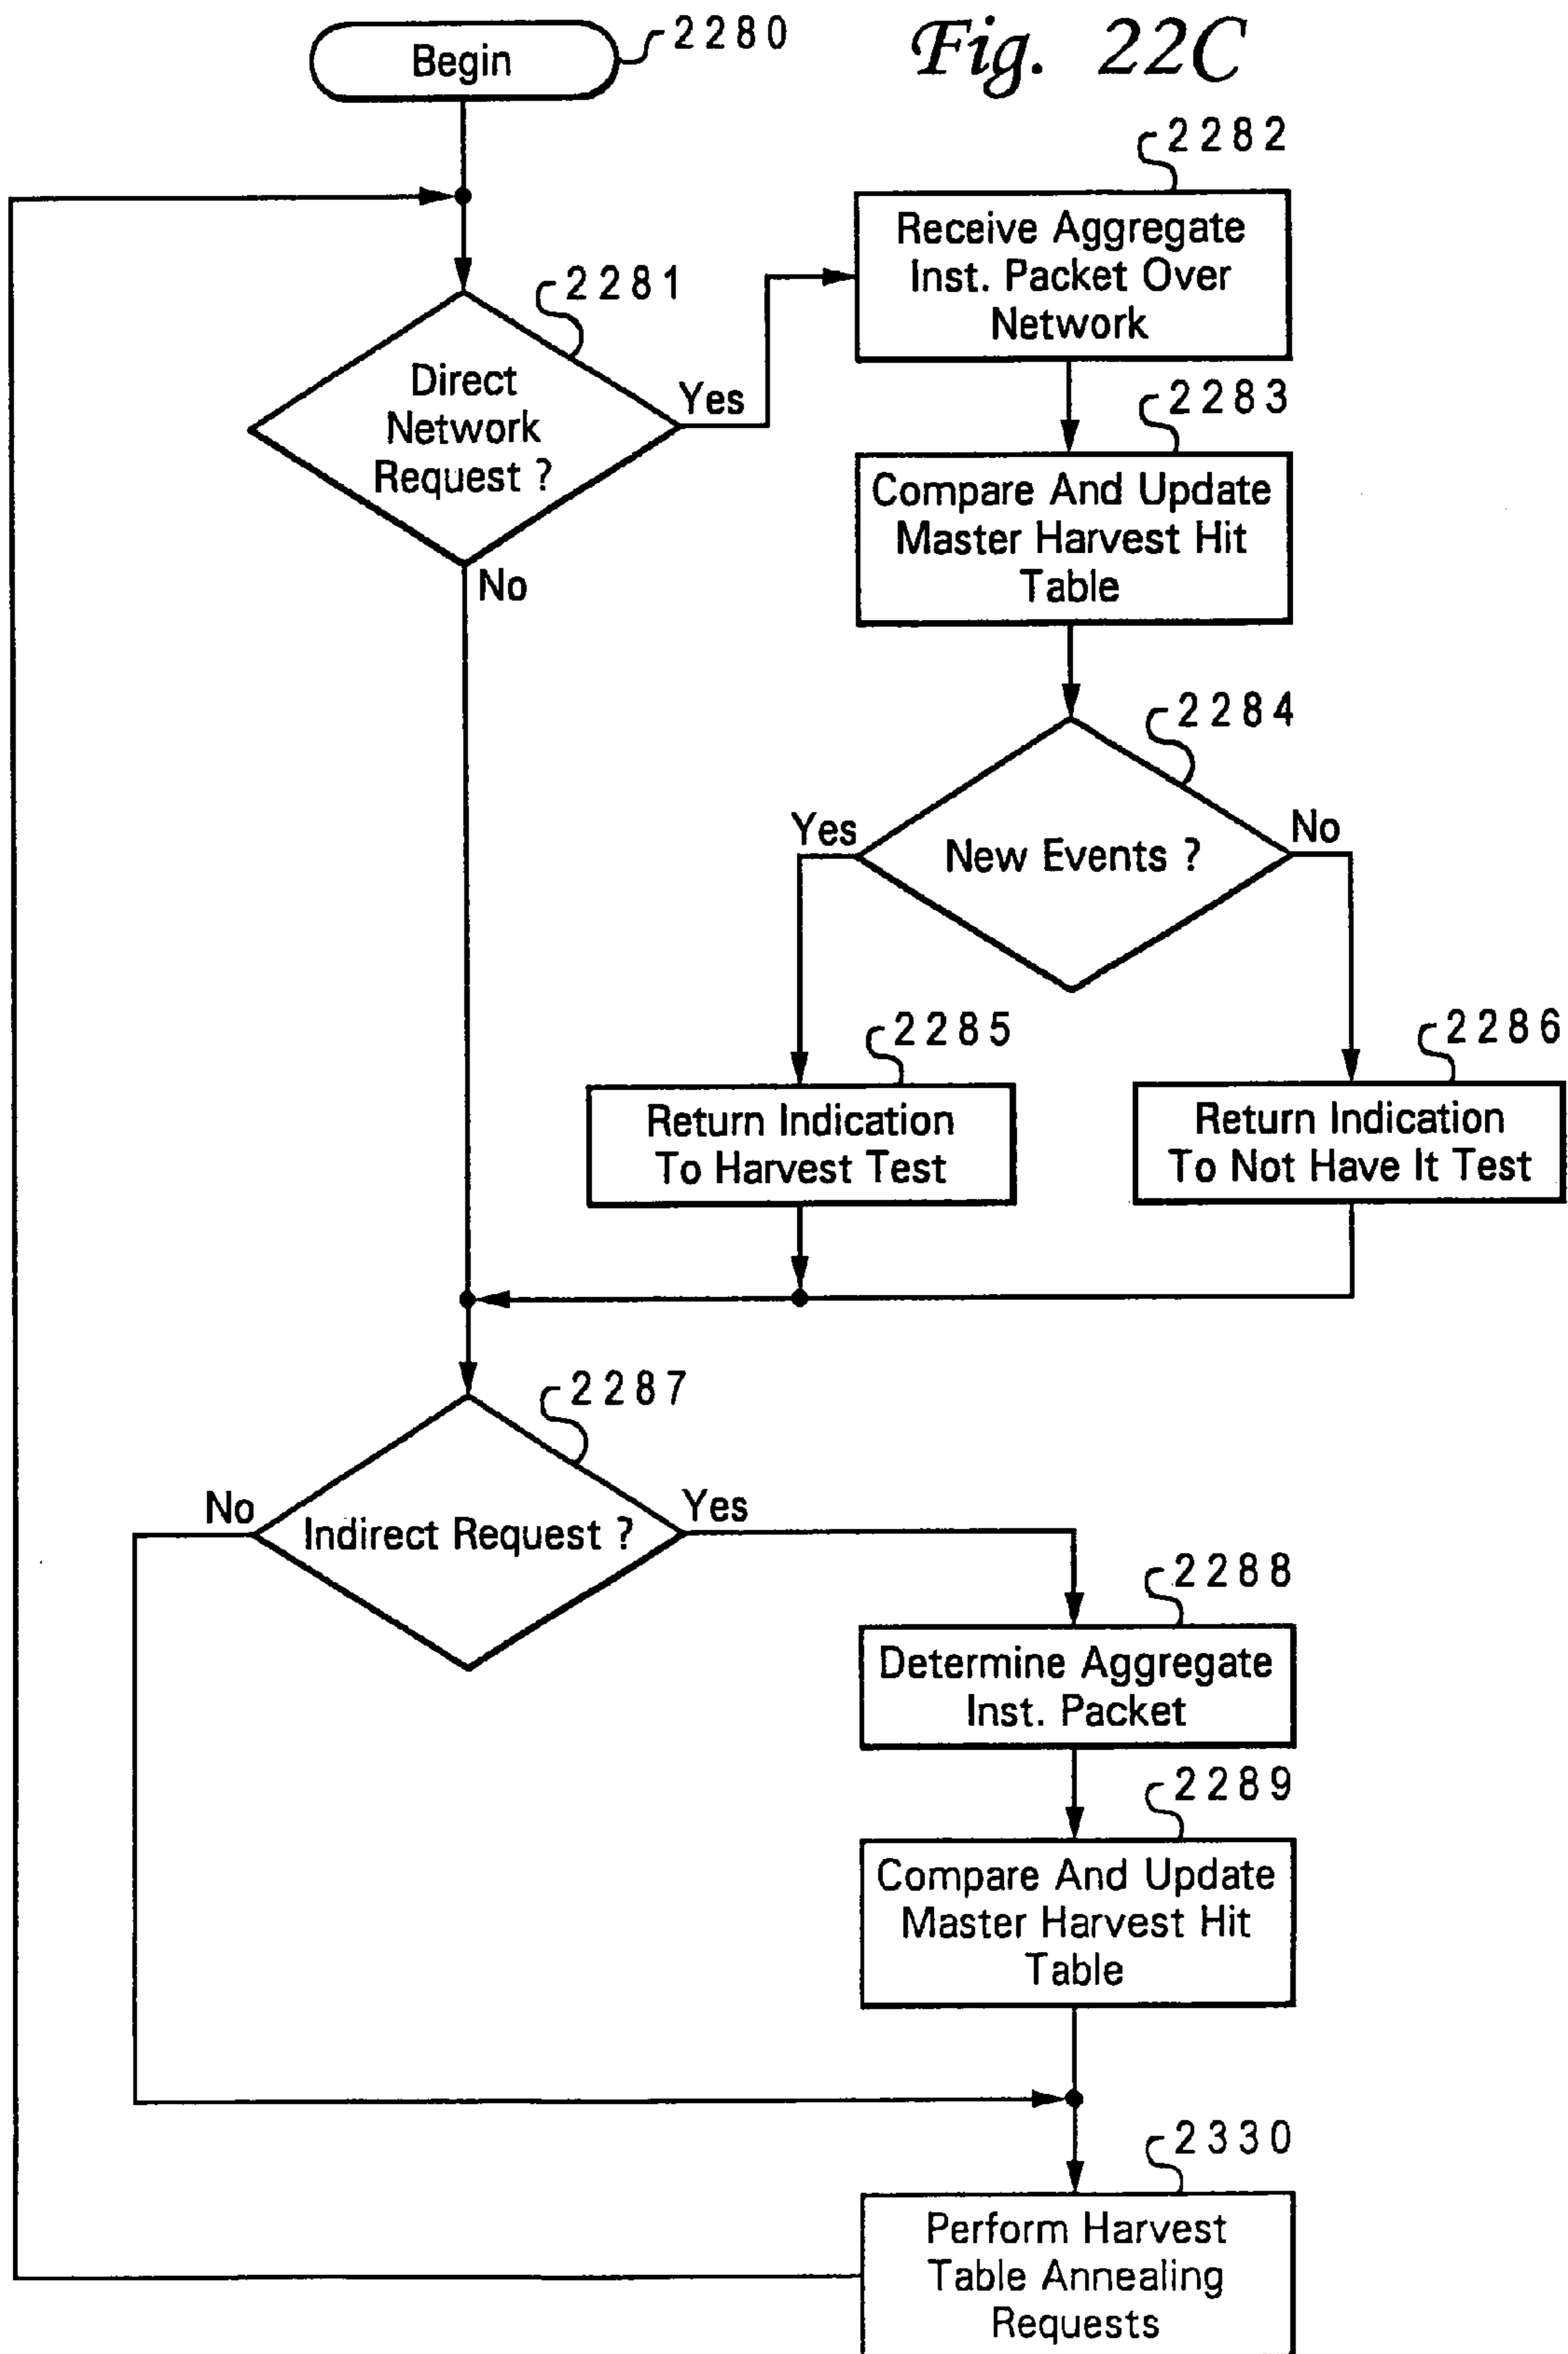 Fig. 22C
Begin
2280
2281
Direct
Network
Request ?
Yes
No
2282
Receive Aggregate
Inst. Packet Over
Network
2283
Compare And Update
Master Harvest Hit
Table
2284
New Events ?
Yes
No
2285
Return Indication
To Harvest Test
2286
Return Indication
To Not Have It Test
2287
Indirect Request ?
No
Yes
2288
Determine Aggregate
Inst. Packet
2289
Compare And Update
Master Harvest Hit
Table
2330
Perform Harvest
Table Annealing
Requests